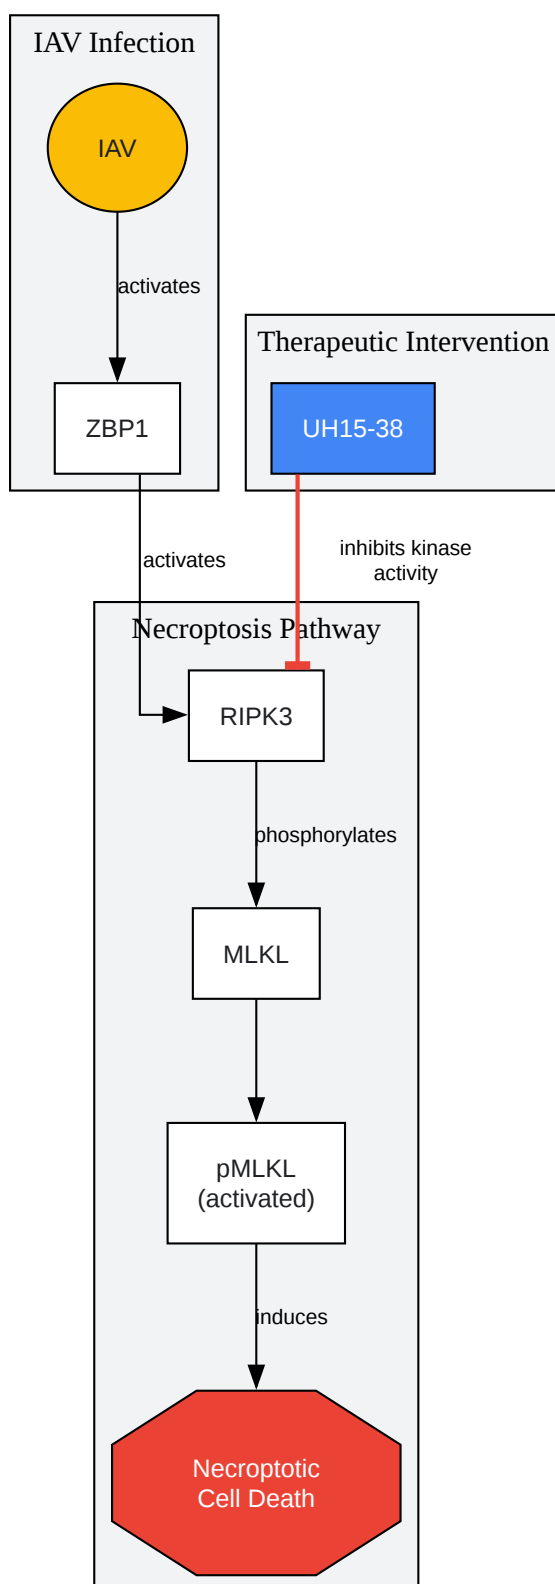 IAV Infection
IAV
activates
ZBP1
Therapeutic Intervention
UH15-38
activates
inhibits kinase
activity
Necroptosis Pathway
RIPK3
phosphorylates
MLKL
pMLKL
(activated)
induces
Necroptotic
Cell Death